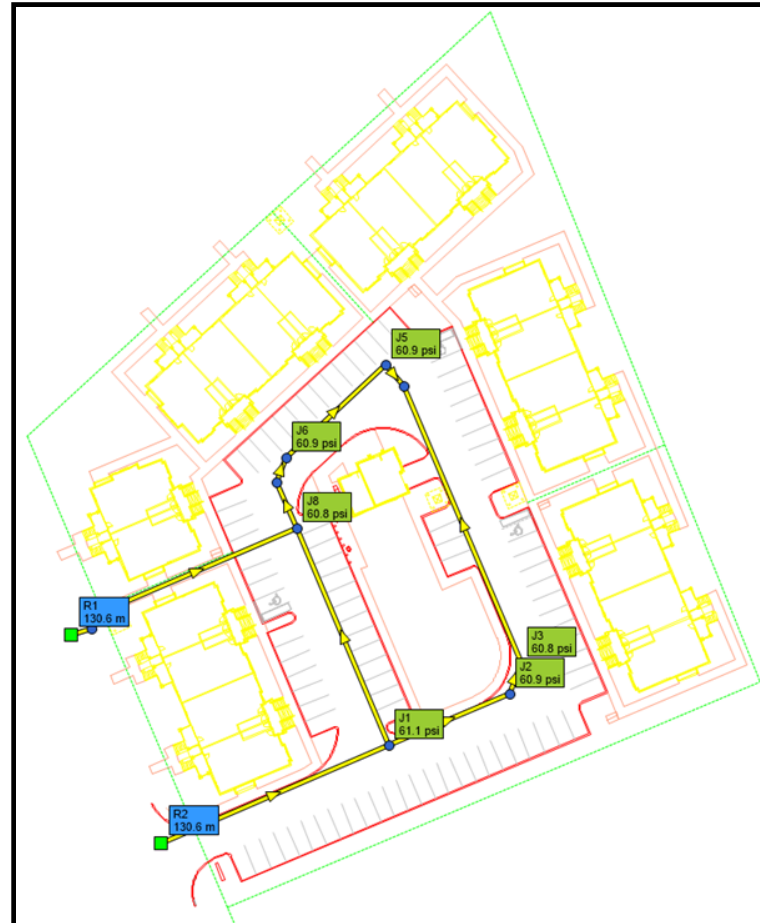 J5
60.9 psi
J6
60.9 psi
J8
60.8 psi
R1
130.6 m
J3
60.8 psi
J2
60.9 psi
J1
61.1 psi
R2
130.6 m